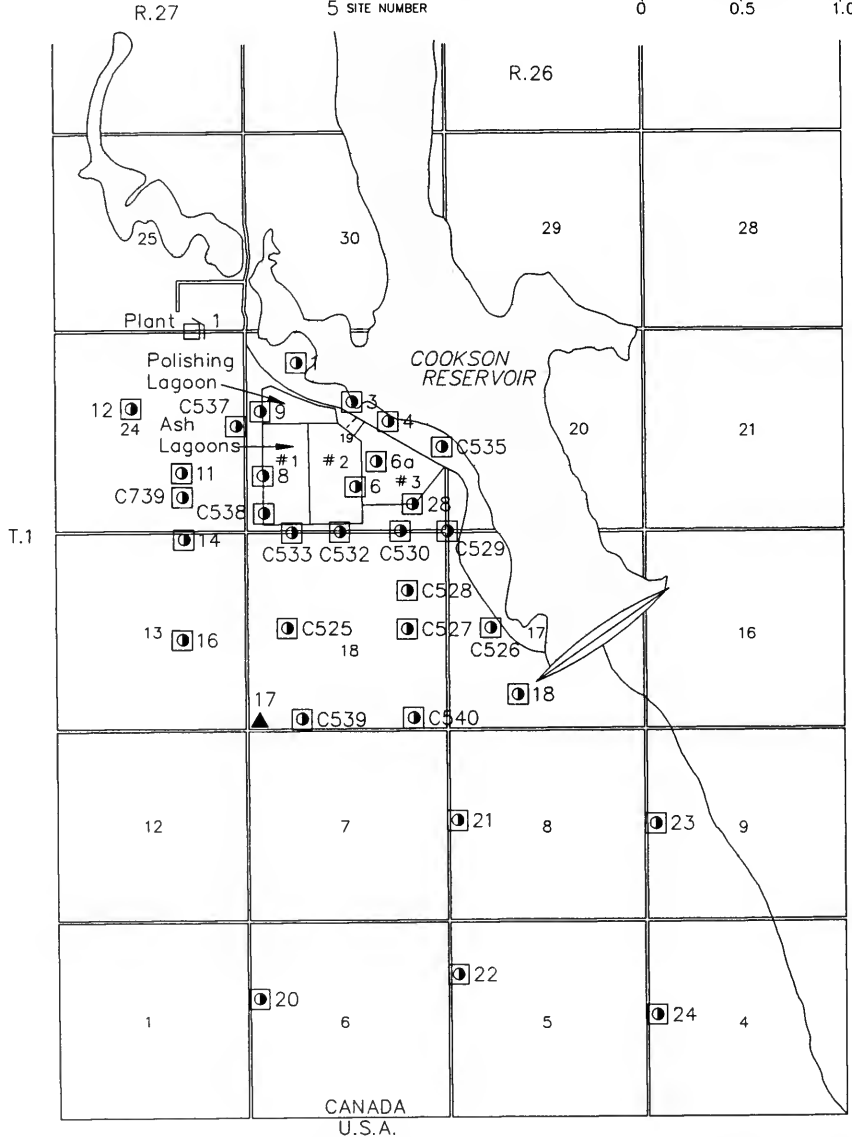 R.27
5 SITE NUMBER
0 0.5 1.0
R.26
25
30
29
28
Plant 1
1
Polishing
Lagoon
COOKSON
RESERVOIR
12
24
C537
9
3
4
19
20
21
Ash
Lagoons
C535
11
#1
#2
6a
8
#3
6
C739
C538
28
T.1
14
C533
C532
C530
C529
C528
13
16
C525
18
C527
C526
17
16
17
C539
C540
18
12
7
21
8
23
9
20
22
1
6
5
24
4
CANADA
U.S.A.